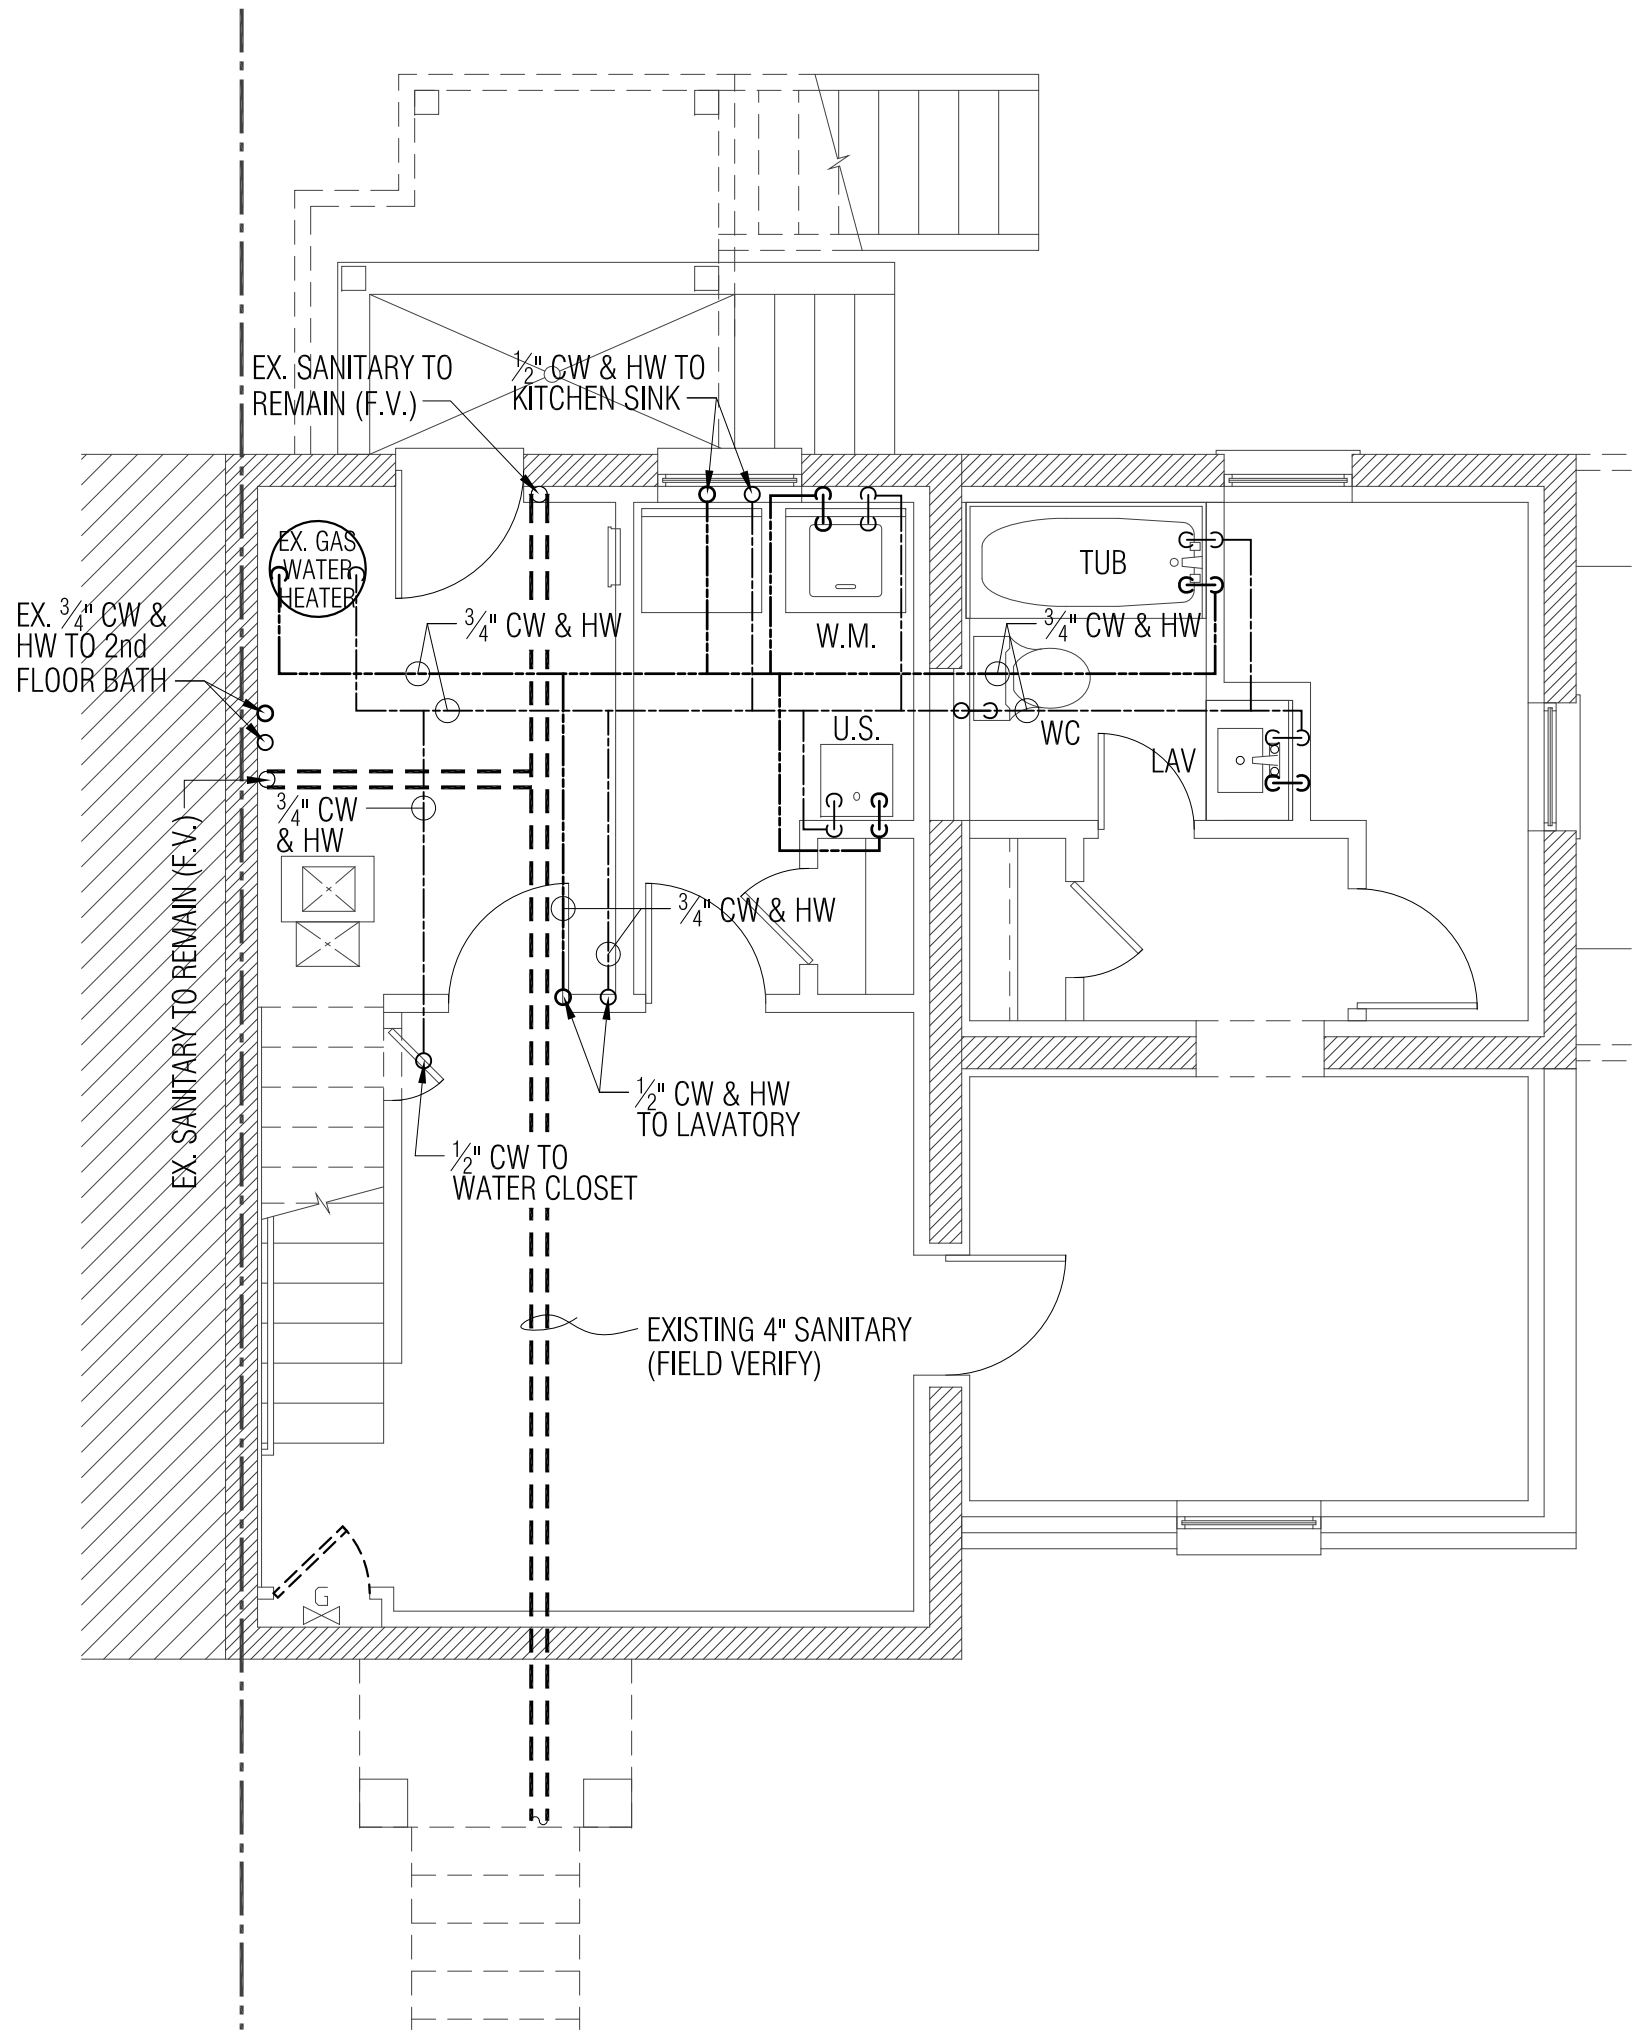 EX. SANITARY TO
REMAIN (F.V.)
1/2" CW & HW TO
KITCHEN SINK
EX. GAS
WATER
HEATER
EX. 3/4" CW &
HW TO 2nd
FLOOR BATH
3/4" CW & HW
W.M.
TUB
3/4" CW & HW
WC
U.S.
LAV
3/4" CW
& HW
EX. SANITARY TO REMAIN (F.V.)
3/4" CW & HW
1/2" CW & HW
TO LAVATORY
1/2" CW TO
WATER CLOSET
EXISTING 4" SANITARY
(FIELD VERIFY)
G